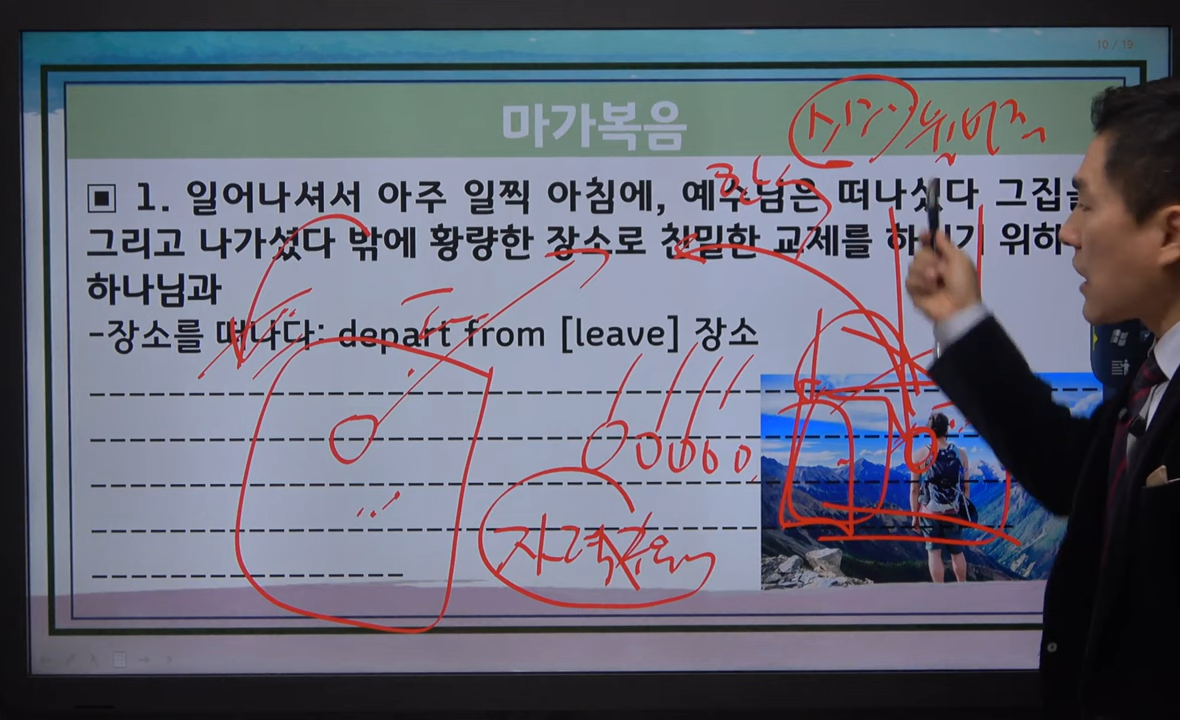 10 / 19
마가복음
▣ 1. 일어나셔서 아주 일찍 아침에, 예수님은 떠나셨다 그집을
그리고 나가셨다 밖에 황량한 장소로 친밀한 교제를 하시기 위하
하나님과
-장소를 떠나다: depart from [leave] 장소